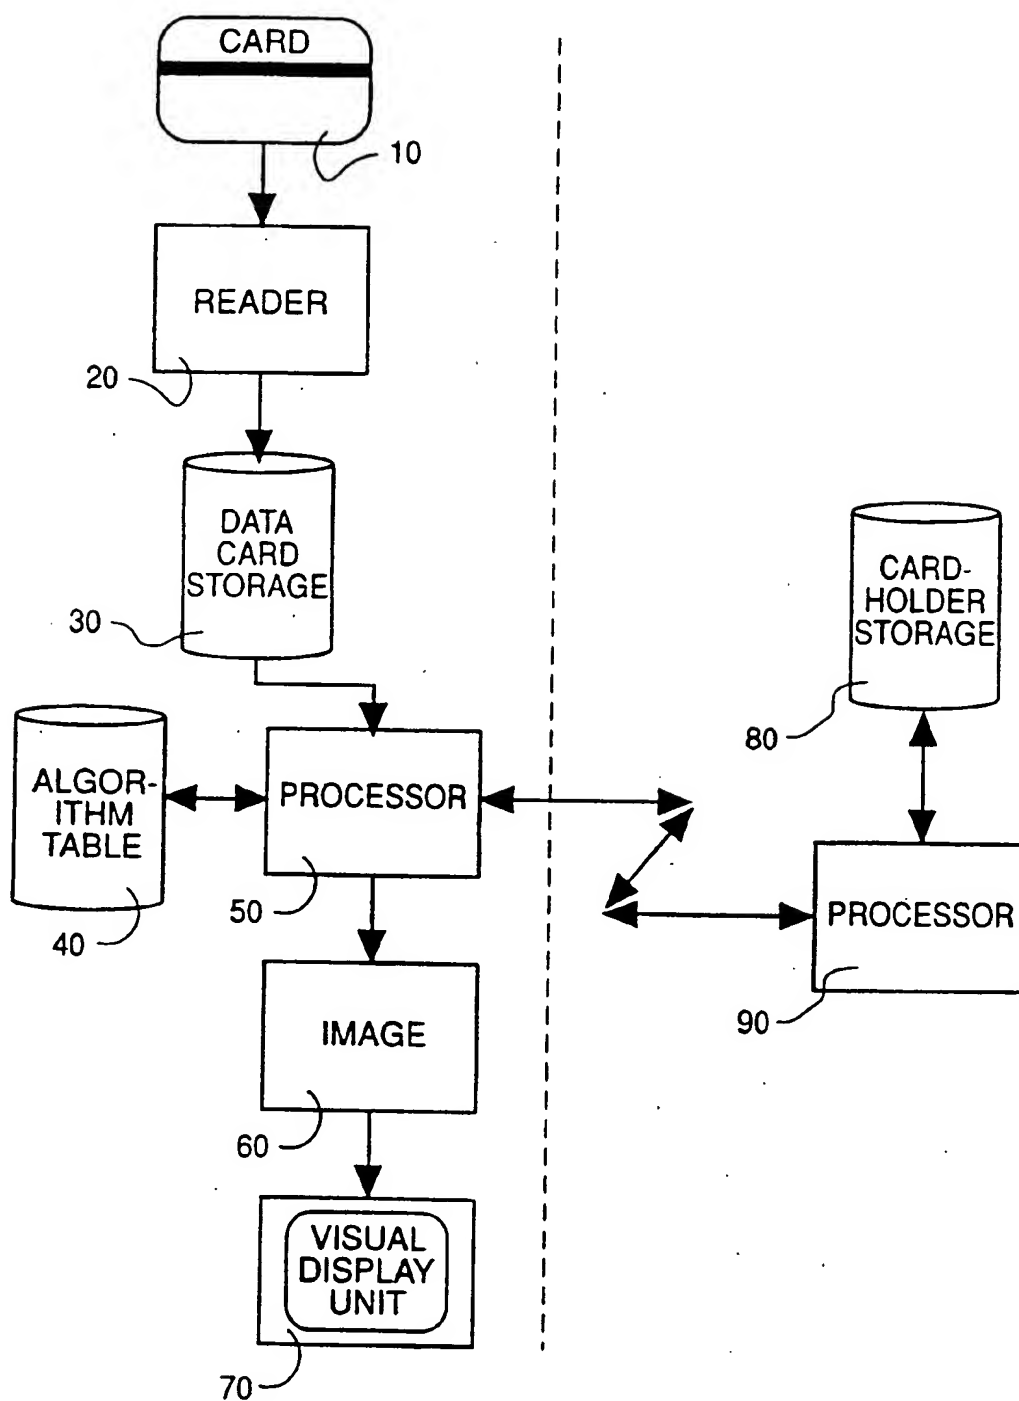 CARD
10
READER
20
DATA
CARD
STORAGE
30
CARD-
HOLDER
STORAGE
80
ALGOR-
ITHM
TABLE
40
PROCESSOR
50
PROCESSOR
90
IMAGE
60
VISUAL
DISPLAY
UNIT
70